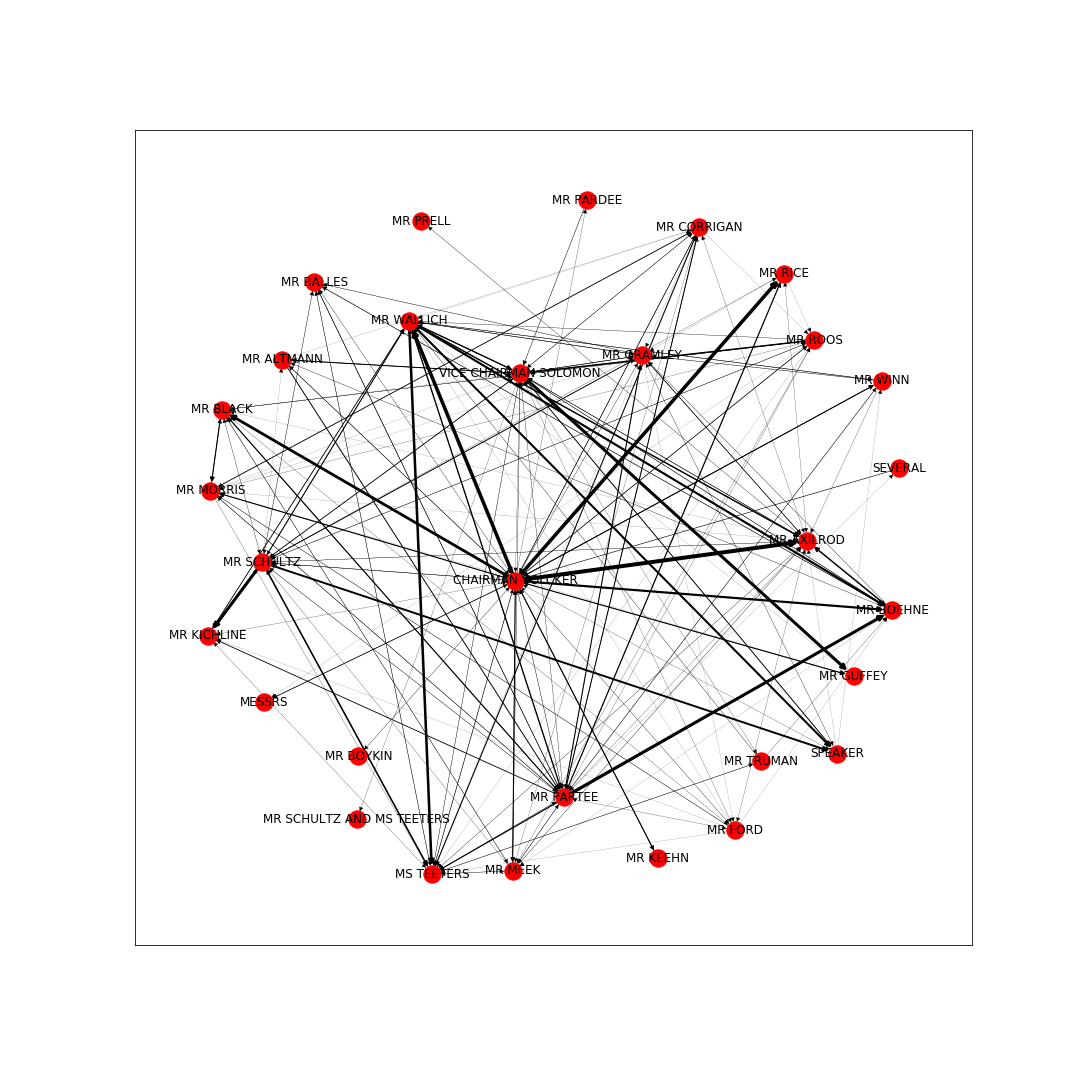 MR PARDEE
MR PRELL
MR CORRIGAN
MR RICE
MR BALLES
MR WALLICH
MR ROOS
MR GRAMLEY
MR ALTMANN
VICE CHAIRMAN SOLOMON
MR WINN
MR BLACK
SEVERAL
MR MORRIS
MR AXILROD
MR SCHULTZ
CHAIRMAN VOLCKER
MR BOEHNE
MR KICHLINE
MR GUFFEY
MESSRS
SPEAKER
MR BOYKIN
MR TRUMAN
MR PARTEE
MR SCHULTZ AND MS TEETERS
MR FORD
MR KEEHN
MR MEEK
MS TEETERS